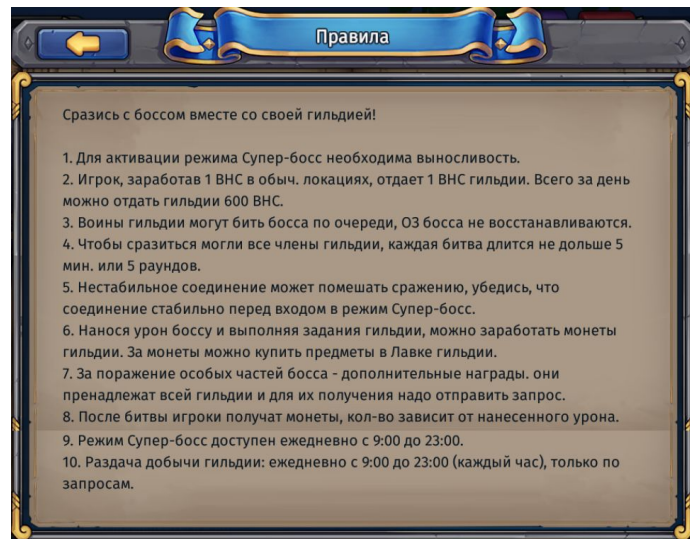 Правила
Сразись с боссом вместе со своей гильдией!
1. Для активации режима Супер-босс необходима выносливость.
2. Игрок, заработав 1 ВНС в обыч. локациях, отдает 1 ВНС гильдии. Всего за день
можно отдать гильдии 600 ВНС.
3. Воины гильдии могут бить босса по очереди, ОЗ босса не восстанавливаются.
4. Чтобы сразиться могли все члены гильдии, каждая битва длится не дольше 5
мин. или 5 раундов.
5. Нестабильное соединение может помешать сражению, убедись, что
соединение стабильно перед входом в режим Супер-босс.
6. Нанося урон боссу и выполняя задания гильдии, можно заработать монеты
гильдии. За монеты можно купить предметы в Лавке гильдии.
7. За поражение особых частей босса - дополнительные награды. они
пренадлежат всей гильдии и для их получения надо отправить запрос.
8. После битвы игроки получат монеты, кол-во зависит от нанесенного урона.
9. Режим Супер-босс доступен ежедневно с 9:00 до 23:00.
10. Раздача добычи гильдии: ежедневно с 9:00 до 23:00 (каждый час), только по
запросам.